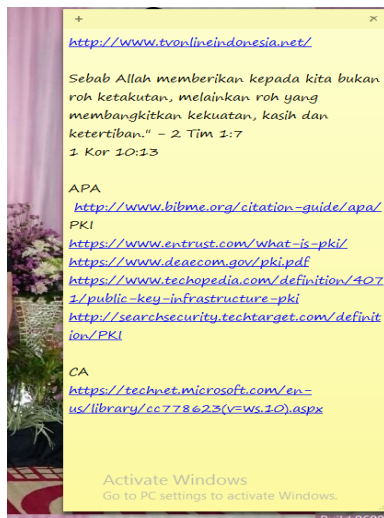 http://www.tvonlineindonesia.net/
Sebab Allah memberikan kepada kita bukan
roh ketakutan, melainkan roh yang
membangkitkan kekuatan, kasih dan
ketertiban." - 2 Tim 1:7
1 Kor 10:13
APA
http://www.bibme.org/citation-guide/apa/
PKI
https://www.entrust.com/what-is-pki/
https://www.deaecom.gov/pki.pdf
https://www.techopedia.com/definition/407
1/public-key-infrastructure-pki
http://searchsecurity.techtarget.com/definit
ion/PKI
CA
https://technet.microsoft.com/en-
us/library/cc778623(v=ws.10).aspx
Activate Windows
Go to PC settings to activate Windows.